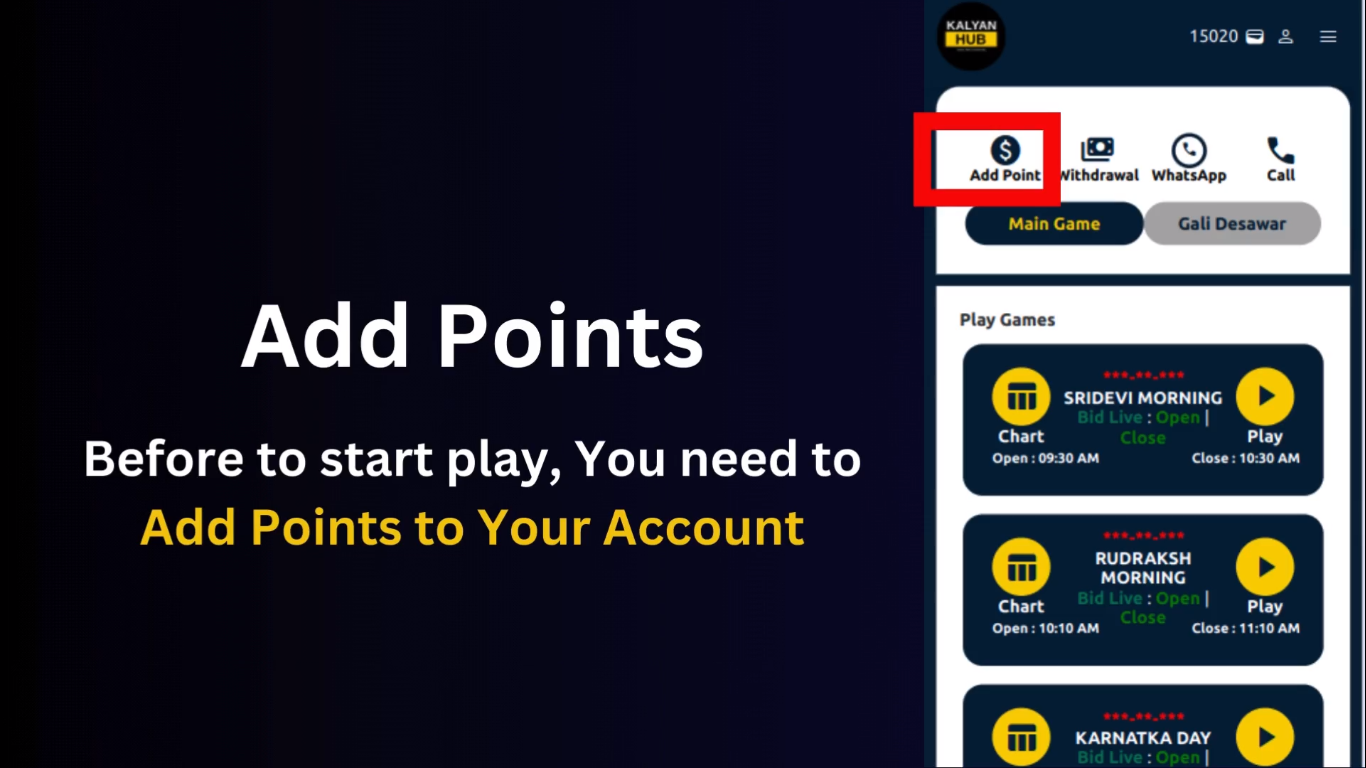 Add Points
Before to start play, You need to
Add Points to Your Account
KALYAN
HUB
15020
Add Point
Withdrawal
WhatsApp
Call
Main Game
Gali Desawar
Play Games
***-**-***
SRIDEVI MORNING
Bid Live : Open |
Close
Chart
Play
Open : 09:30 AM
Close : 10:30 AM
***-**-***
RUDRAKSH
MORNING
Bid Live : Open |
Close
Chart
Play
Open : 10:10 AM
Close : 11:10 AM
***-**-***
KARNATKA DAY
Bid Live : Open |